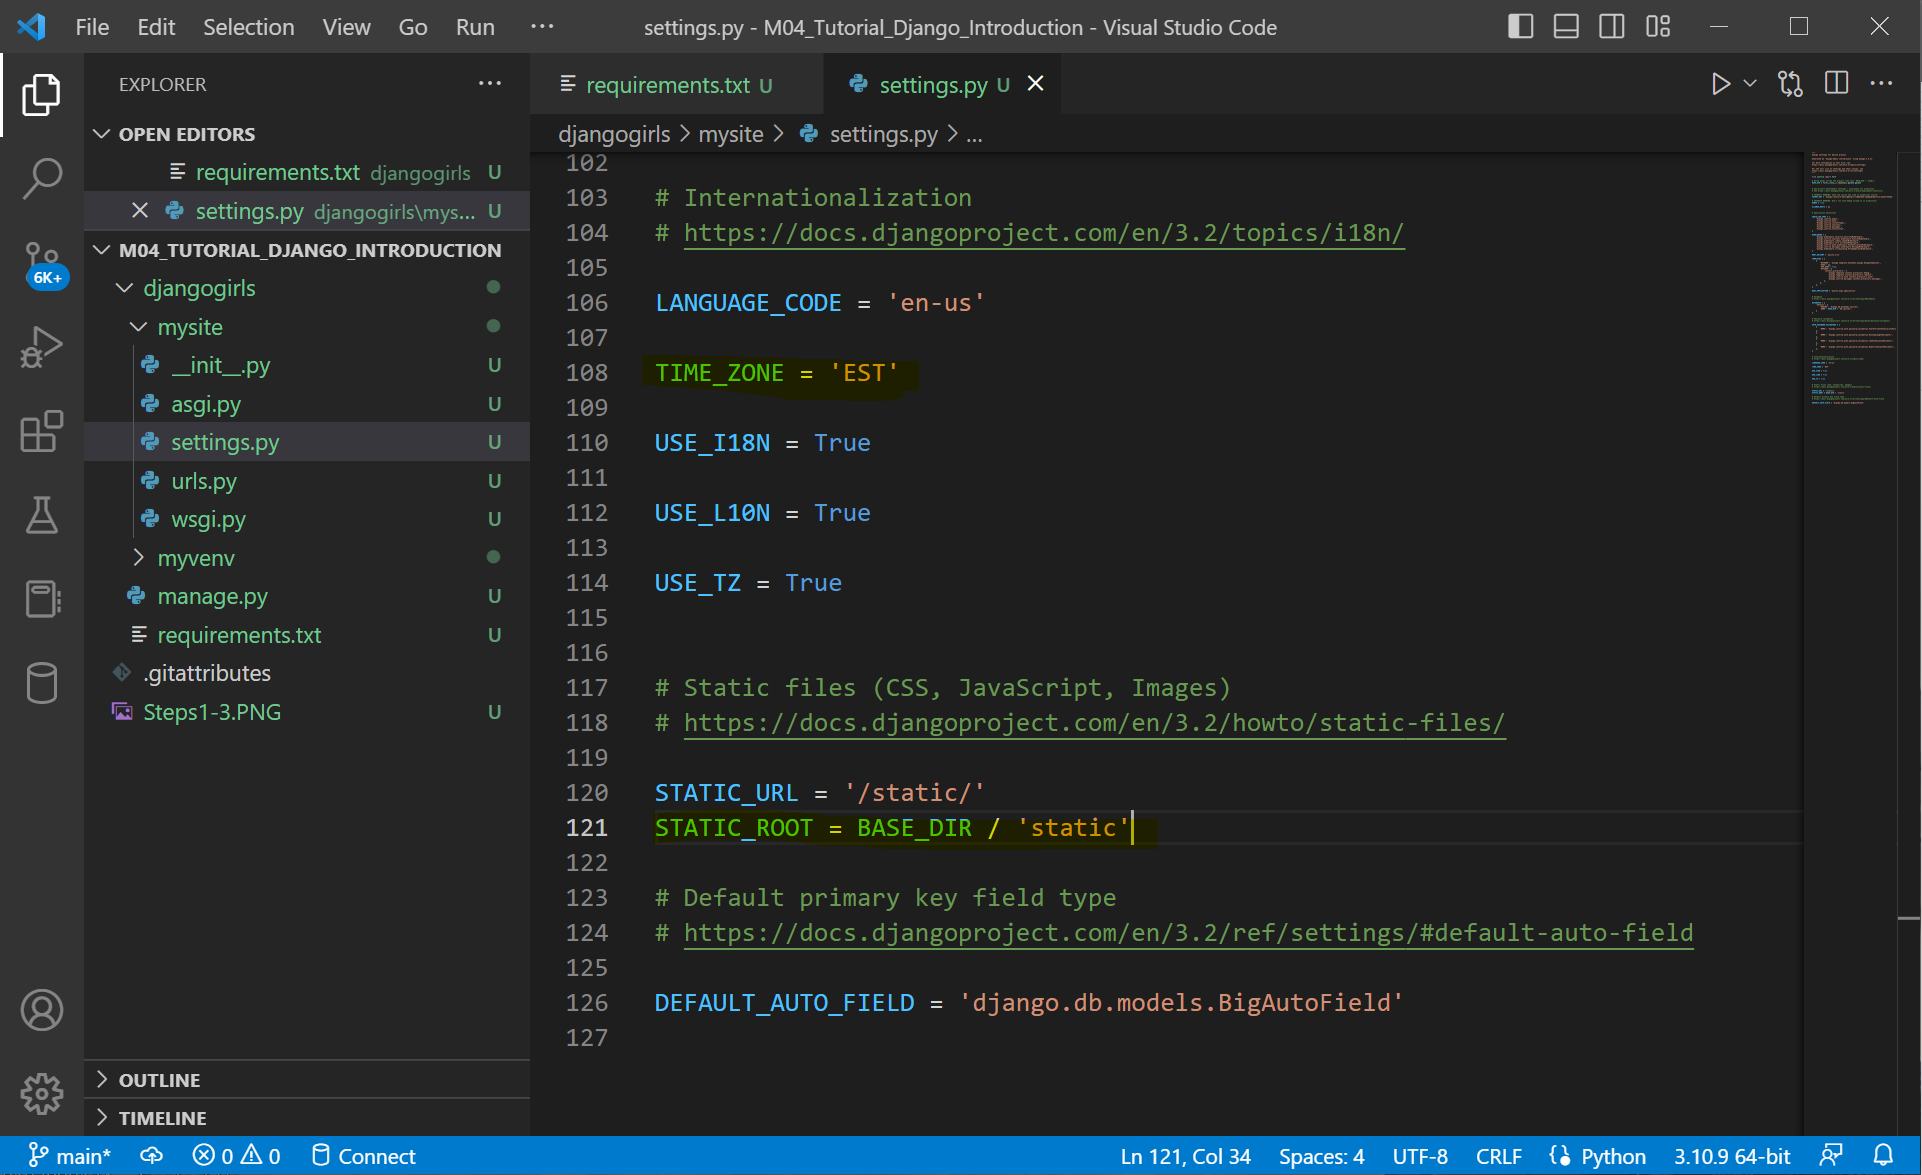 File Edit Selection View Go Run ··· settings.py - M04_Tutorial_Django_Introduction - Visual Studio Code
EXPLORER ···
OPEN EDITORS
requirements.txt djangogirls U
settings.py djangogirls\mys... U
M04_TUTORIAL_DJANGO_INTRODUCTION
djangogirls
mysite
__init__.py U
asgi.py U
settings.py U
urls.py U
wsgi.py U
myvenv
manage.py U
requirements.txt U
.gitattributes
Steps1-3.PNG U
OUTLINE
TIMELINE
6K+
requirements.txt U settings.py U
djangogirls > mysite > settings.py > ...
102
103 # Internationalization
104 # https://docs.djangoproject.com/en/3.2/topics/i18n/
105
106 LANGUAGE_CODE = 'en-us'
107
108 TIME_ZONE = 'EST'
109
110 USE_I18N = True
111
112 USE_L10N = True
113
114 USE_TZ = True
115
116
117 # Static files (CSS, JavaScript, Images)
118 # https://docs.djangoproject.com/en/3.2/howto/static-files/
119
120 STATIC_URL = '/static/'
121 STATIC_ROOT = BASE_DIR / 'static'
122
123 # Default primary key field type
124 # https://docs.djangoproject.com/en/3.2/ref/settings/#default-auto-field
125
126 DEFAULT_AUTO_FIELD = 'django.db.models.BigAutoField'
127
main* 0 0 Connect Ln 121, Col 34 Spaces: 4 UTF-8 CRLF Python 3.10.9 64-bit